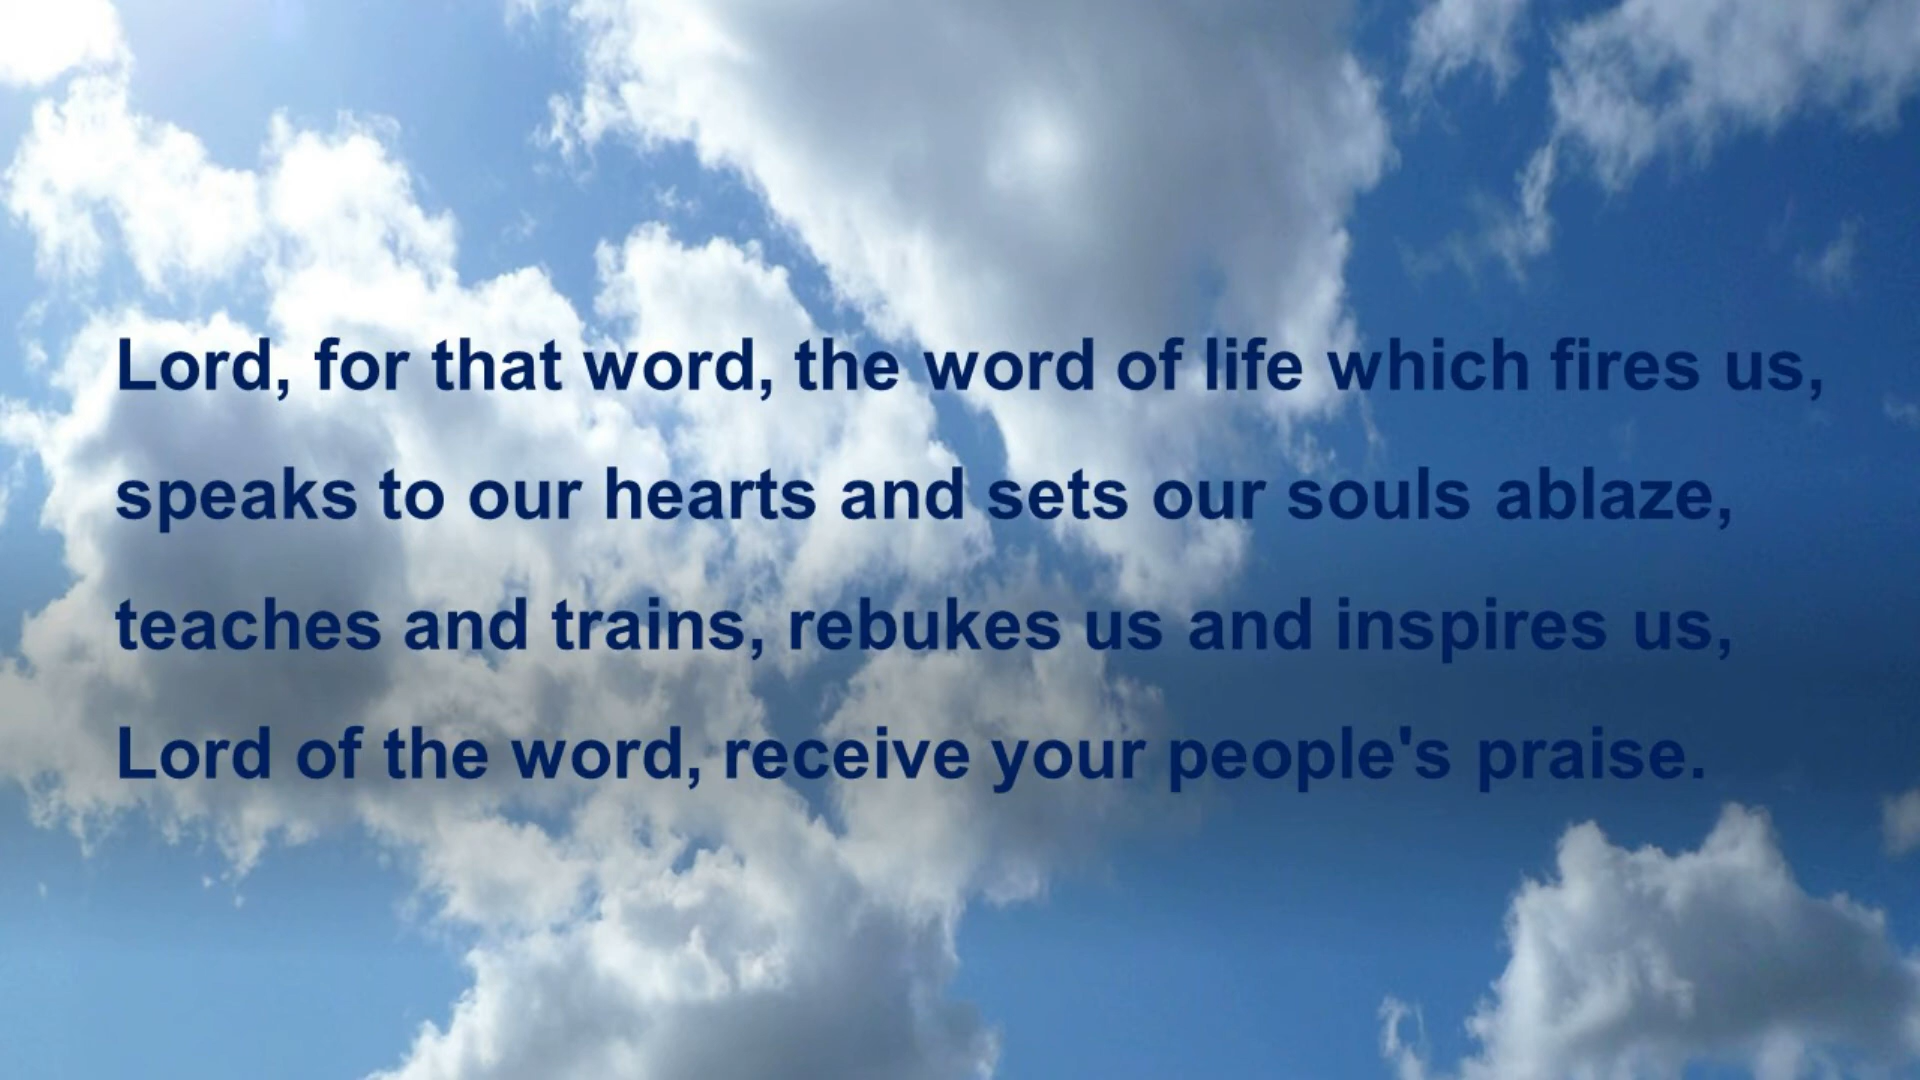 Lord, for that word, the word of life which fires us,
speaks to our hearts and sets our souls ablaze,
teaches and trains, rebukes us and inspires us,
Lord of the word, receive your people's praise.